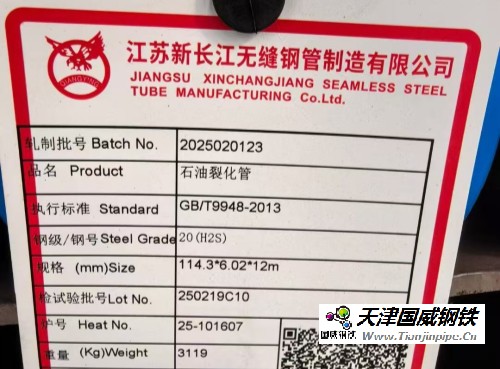 江苏新长江无缝钢管制造有限公司
JIANGSU XINCHANGJIANG SEAMLESS STEEL
TUBE MANUFACTURING Co.Ltd.
轧制批号 Batch No. 2025020123
品名 Product 石油裂化管
执行标准 Standard GB/T9948-2013
钢级/钢号 Steel Grade 20(H2S)
规格 (mm)Size 114.3*6.02*12m
检试验批号 Lot No. 250219C10
炉号 Heat No. 25-101607
重量 (Kg)Weight 3119
国威钢铁 天津国威钢铁
www.Tianjinpipe.Cn